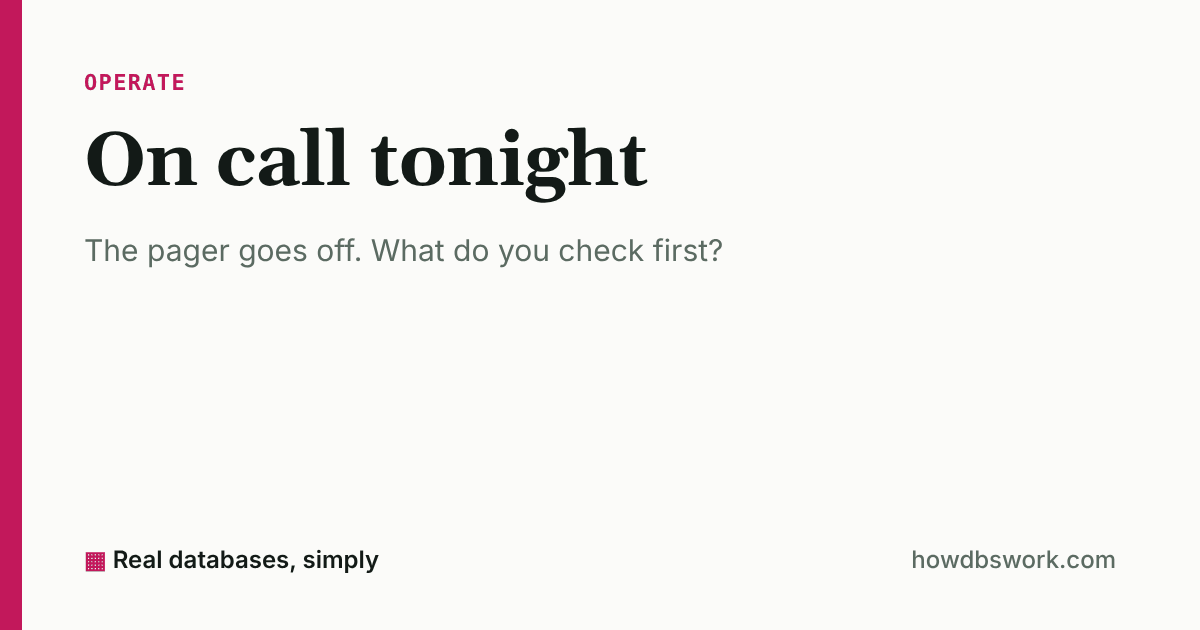 OPERATE
On call tonight
The pager goes off. What do you check first?
Real databases, simply
howdbswork.com